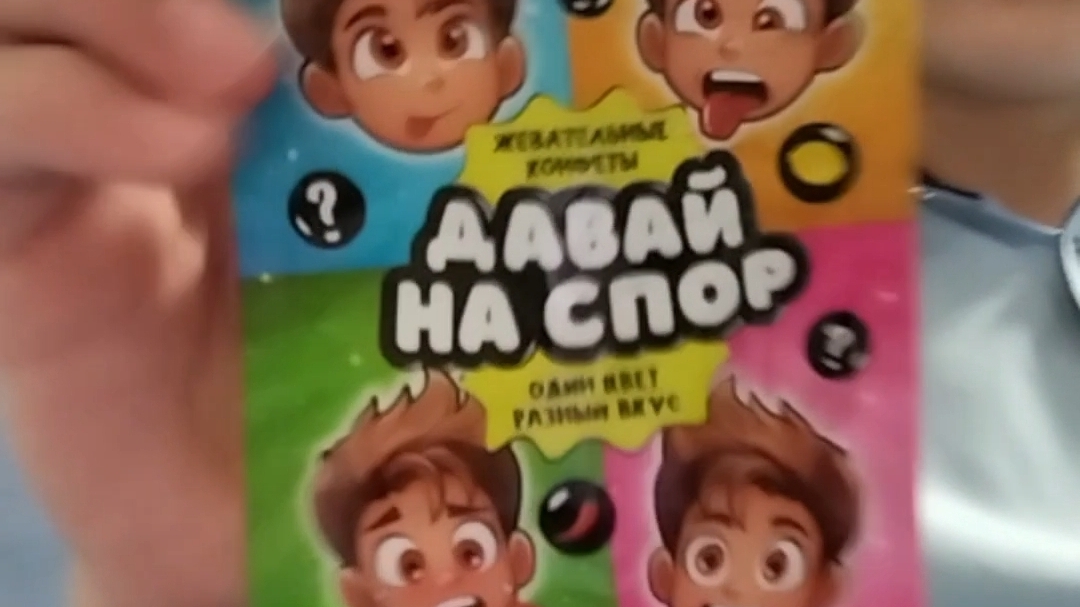 ЖЕВАТЕЛЬНЫЕ
КОНФЕТЫ
ДАВАЙ
НА СПОР
ОДИН ЦВЕТ
РАЗНЫЙ ВКУС